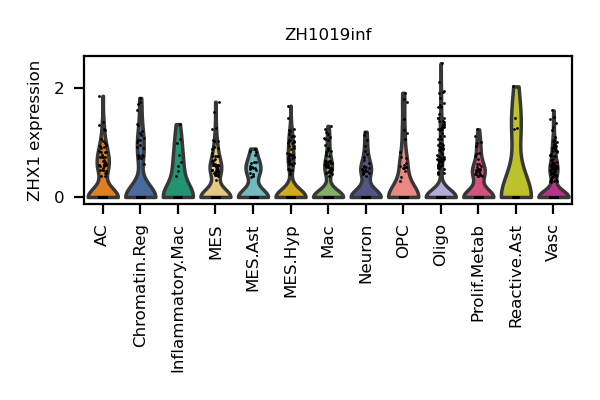 ZH1019inf
ZHX1 expression
2
0
AC
Chromatin.Reg
Inflammatory.Mac
MES
MES.Ast
MES.Hyp
Mac
Neuron
OPC
Oligo
Prolif.Metab
Reactive.Ast
Vasc